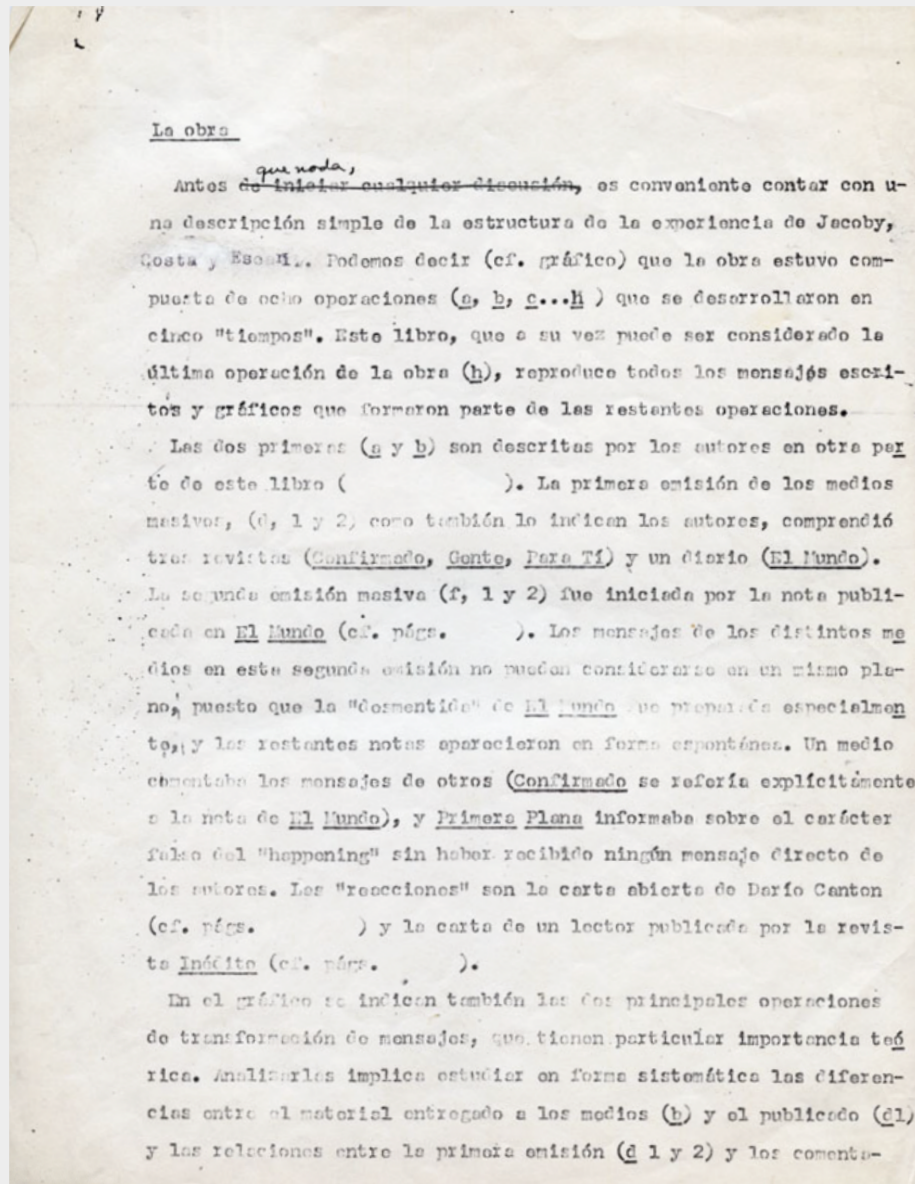 La obra
que nada,
Antes de iniciar cualquier discusión, es conveniente contar con u-
na descripción simple de la estructura de la experiencia de Jacoby,
Costa y Escari. Podemos decir (cf. gráfico) que la obra estuvo com-
puesta de ocho operaciones (a, b, c...h ) que se desarrollaron en
cinco "tiempos". Este libro, que a su vez puede ser considerado la
última operación de la obra (h), reproduce todos los mensajes escri-
tos y gráficos que formaron parte de las restantes operaciones.
Las dos primeras (a y b) son descritas por los autores en otra par
te de este libro ( ). La primera emisión de los medios
masivos, (d, 1 y 2) como también lo indican los autores, comprendió
tres revistas (Confirmado, Gente, Para Tí) y un diario (El Mundo).
La segunda emisión masiva (f, 1 y 2) fue iniciada por la nota publi-
cada en El Mundo (cf. págs. ). Los mensajes de los distintos me
dios en esta segunda emisión no pueden considerarse en un mismo pla-
no, puesto que la "desmentida" de El Mundo fue preparada especialmen
te, y las restantes notas aparecieron en forma espontánea. Un medio
comentaba los mensajes de otros (Confirmado se refería explícitamente
a la nota de El Mundo), y Primera Plana informaba sobre el carácter
falso del "happening" sin haber recibido ningún mensaje directo de
los autores. Las "reacciones" son la carta abierta de Darío Canton
(cf. págs. ) y la carta de un lector publicada por la revis-
ta Inédito (cf. págs. ).
En el gráfico se indican también las dos principales operaciones
de transformación de mensajes, que tienen particular importancia teó
rica. Analizarlas implica estudiar en forma sistemática las diferen-
cias entre el material entregado a los medios (b) y el publicado (d1)
y las relaciones entre la primera emisión (d 1 y 2) y los comenta-